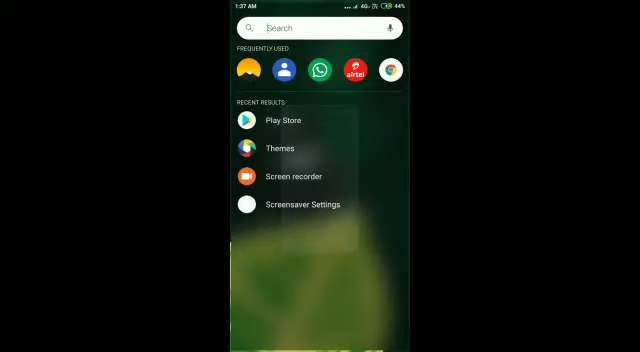 1:37 AM
4G+ 44%
Search
FREQUENTLY USED
airtel
RECENT RESULTS
Play Store
Themes
Screen recorder
Screensaver Settings